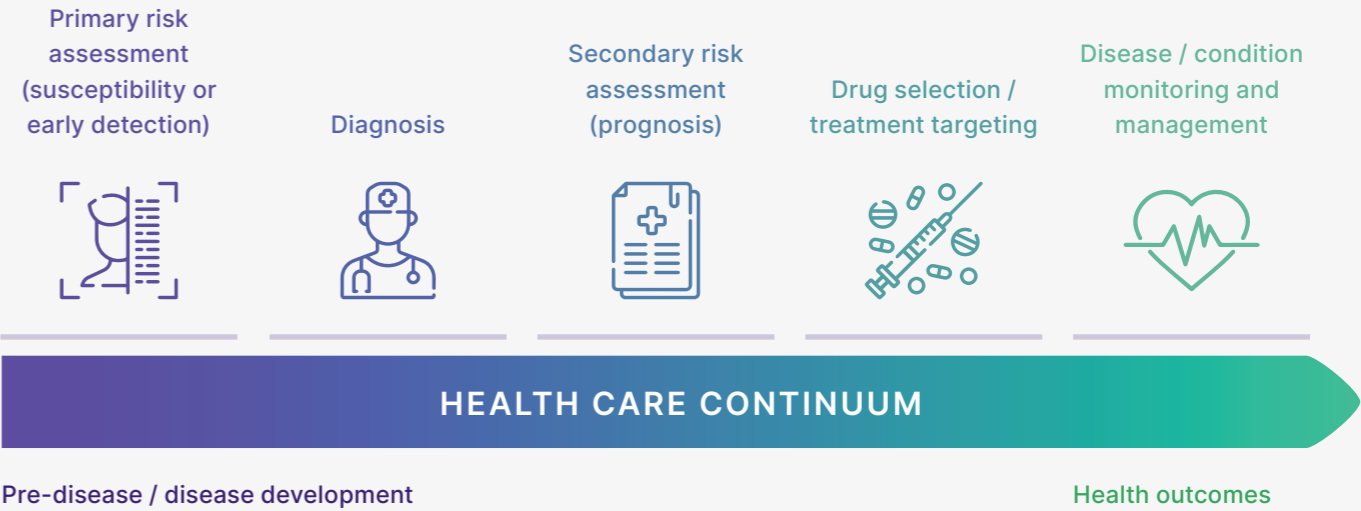 Primary risk
assessment
(susceptibility or
early detection)
Diagnosis
Secondary risk
assessment
(prognosis)
Drug selection /
treatment targeting
Disease / condition
monitoring and
management
HEALTH CARE CONTINUUM
Pre-disease / disease development
Health outcomes